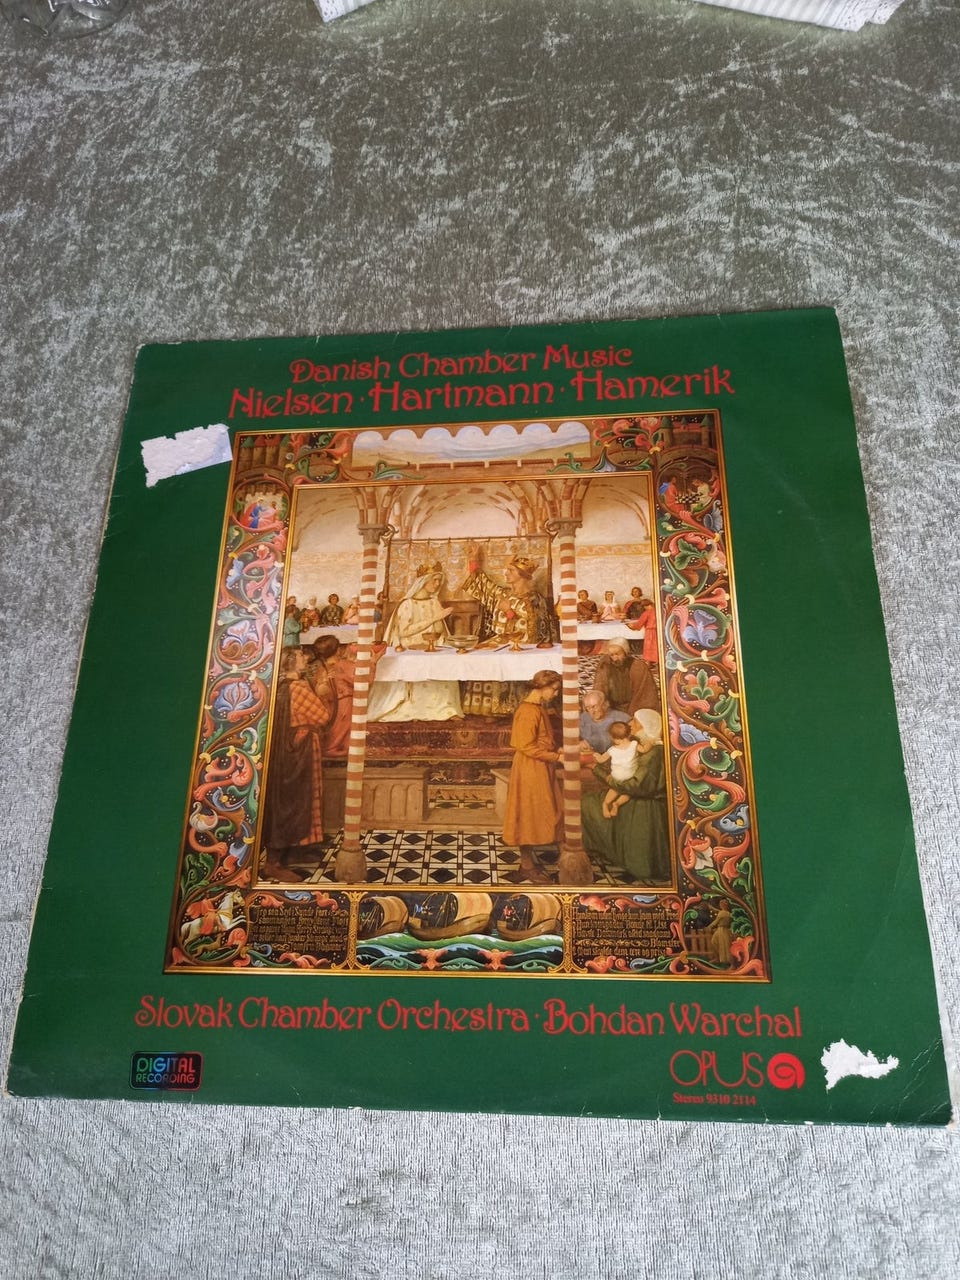 Danish Chamber Music
Nielsen · Hartmann · Hamerik
Slovak Chamber Orchestra · Bohdan Warchal
DIGITAL
RECORDING
OPUS
Stereo 9310 2114